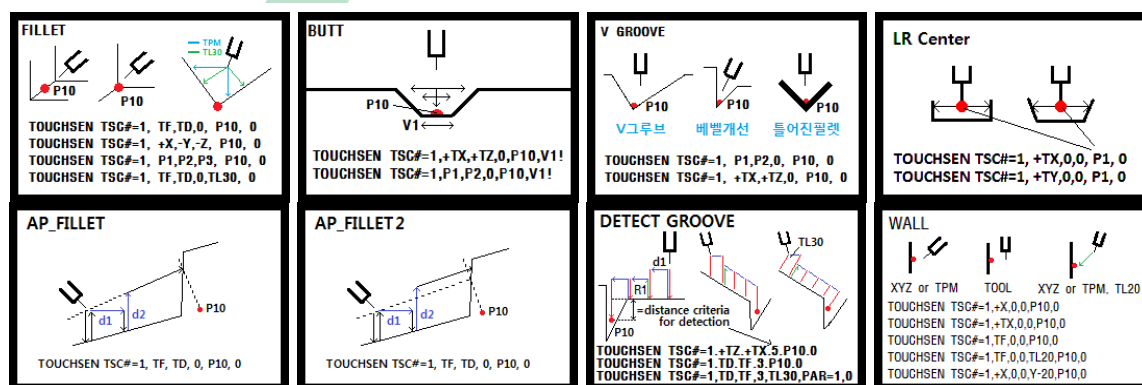 FILLET
TPM
TL30
P10
P10
TOUCHSEN TSC#=1, TF,TD,0, P10, 0
TOUCHSEN TSC#=1, +X,-Y,-Z, P10, 0
TOUCHSEN TSC#=1, P1,P2,P3, P10, 0
TOUCHSEN TSC#=1, TF,TD,0,TL30, 0
BUTT
P10
V1
TOUCHSEN TSC#=1,+TX,+TZ,0,P10,V1!
TOUCHSEN TSC#=1,P1,P2,0,P10,V1!
V GROOVE
P10
P10
P10
V그루브
베벨개선
틀어진필렛
TOUCHSEN TSC#=1, P1,P2,0, P10, 0
TOUCHSEN TSC#=1, +TX,+TZ,0, P10, 0
LR Center
TOUCHSEN TSC#=1, +TX,0,0, P1, 0
TOUCHSEN TSC#=1, +TY,0,0, P1, 0
AP_FILLET
d1
d2
P10
TOUCHSEN TSC#=1, TF, TD, 0, P10, 0
AP_FILLET 2
d1
d2
P10
TOUCHSEN TSC#=1, TF, TD, 0, P10, 0
DETECT GROOVE
TL30
d1
R1
=distance criteria
for detection
P10
TOUCHSEN TSC#=1.+TZ.+TX.5.P10.0
TOUCHSEN TSC#=1.TD.TF.3.P10.0
TOUCHSEN TSC#=1,TD,TF,3,TL30,PAR=1,0
WALL
XYZ or TPM
TOOL
XYZ or TPM, TL20
TOUCHSEN TSC#=1,+X,0,0,P10,0
TOUCHSEN TSC#=1,+TX,0,0,P10,0
TOUCHSEN TSC#=1,TF,0,0,P10,0
TOUCHSEN TSC#=1,TF,0,0,TL20,P10,0
TOUCHSEN TSC#=1,+X,0,0,Y-20,P10,0